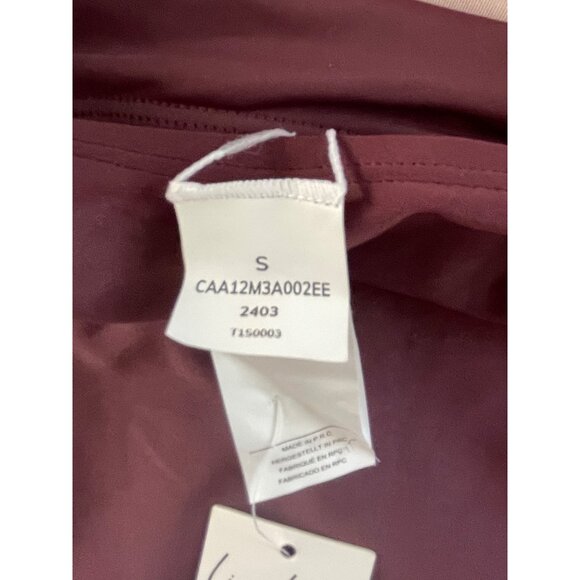 S
CAA12M3A002EE
2403
T150003
MADE IN P.R.C.
HERGESTELLT IN PRC
FABRIQUÉ EN RPC
FABRICADO EN RPC